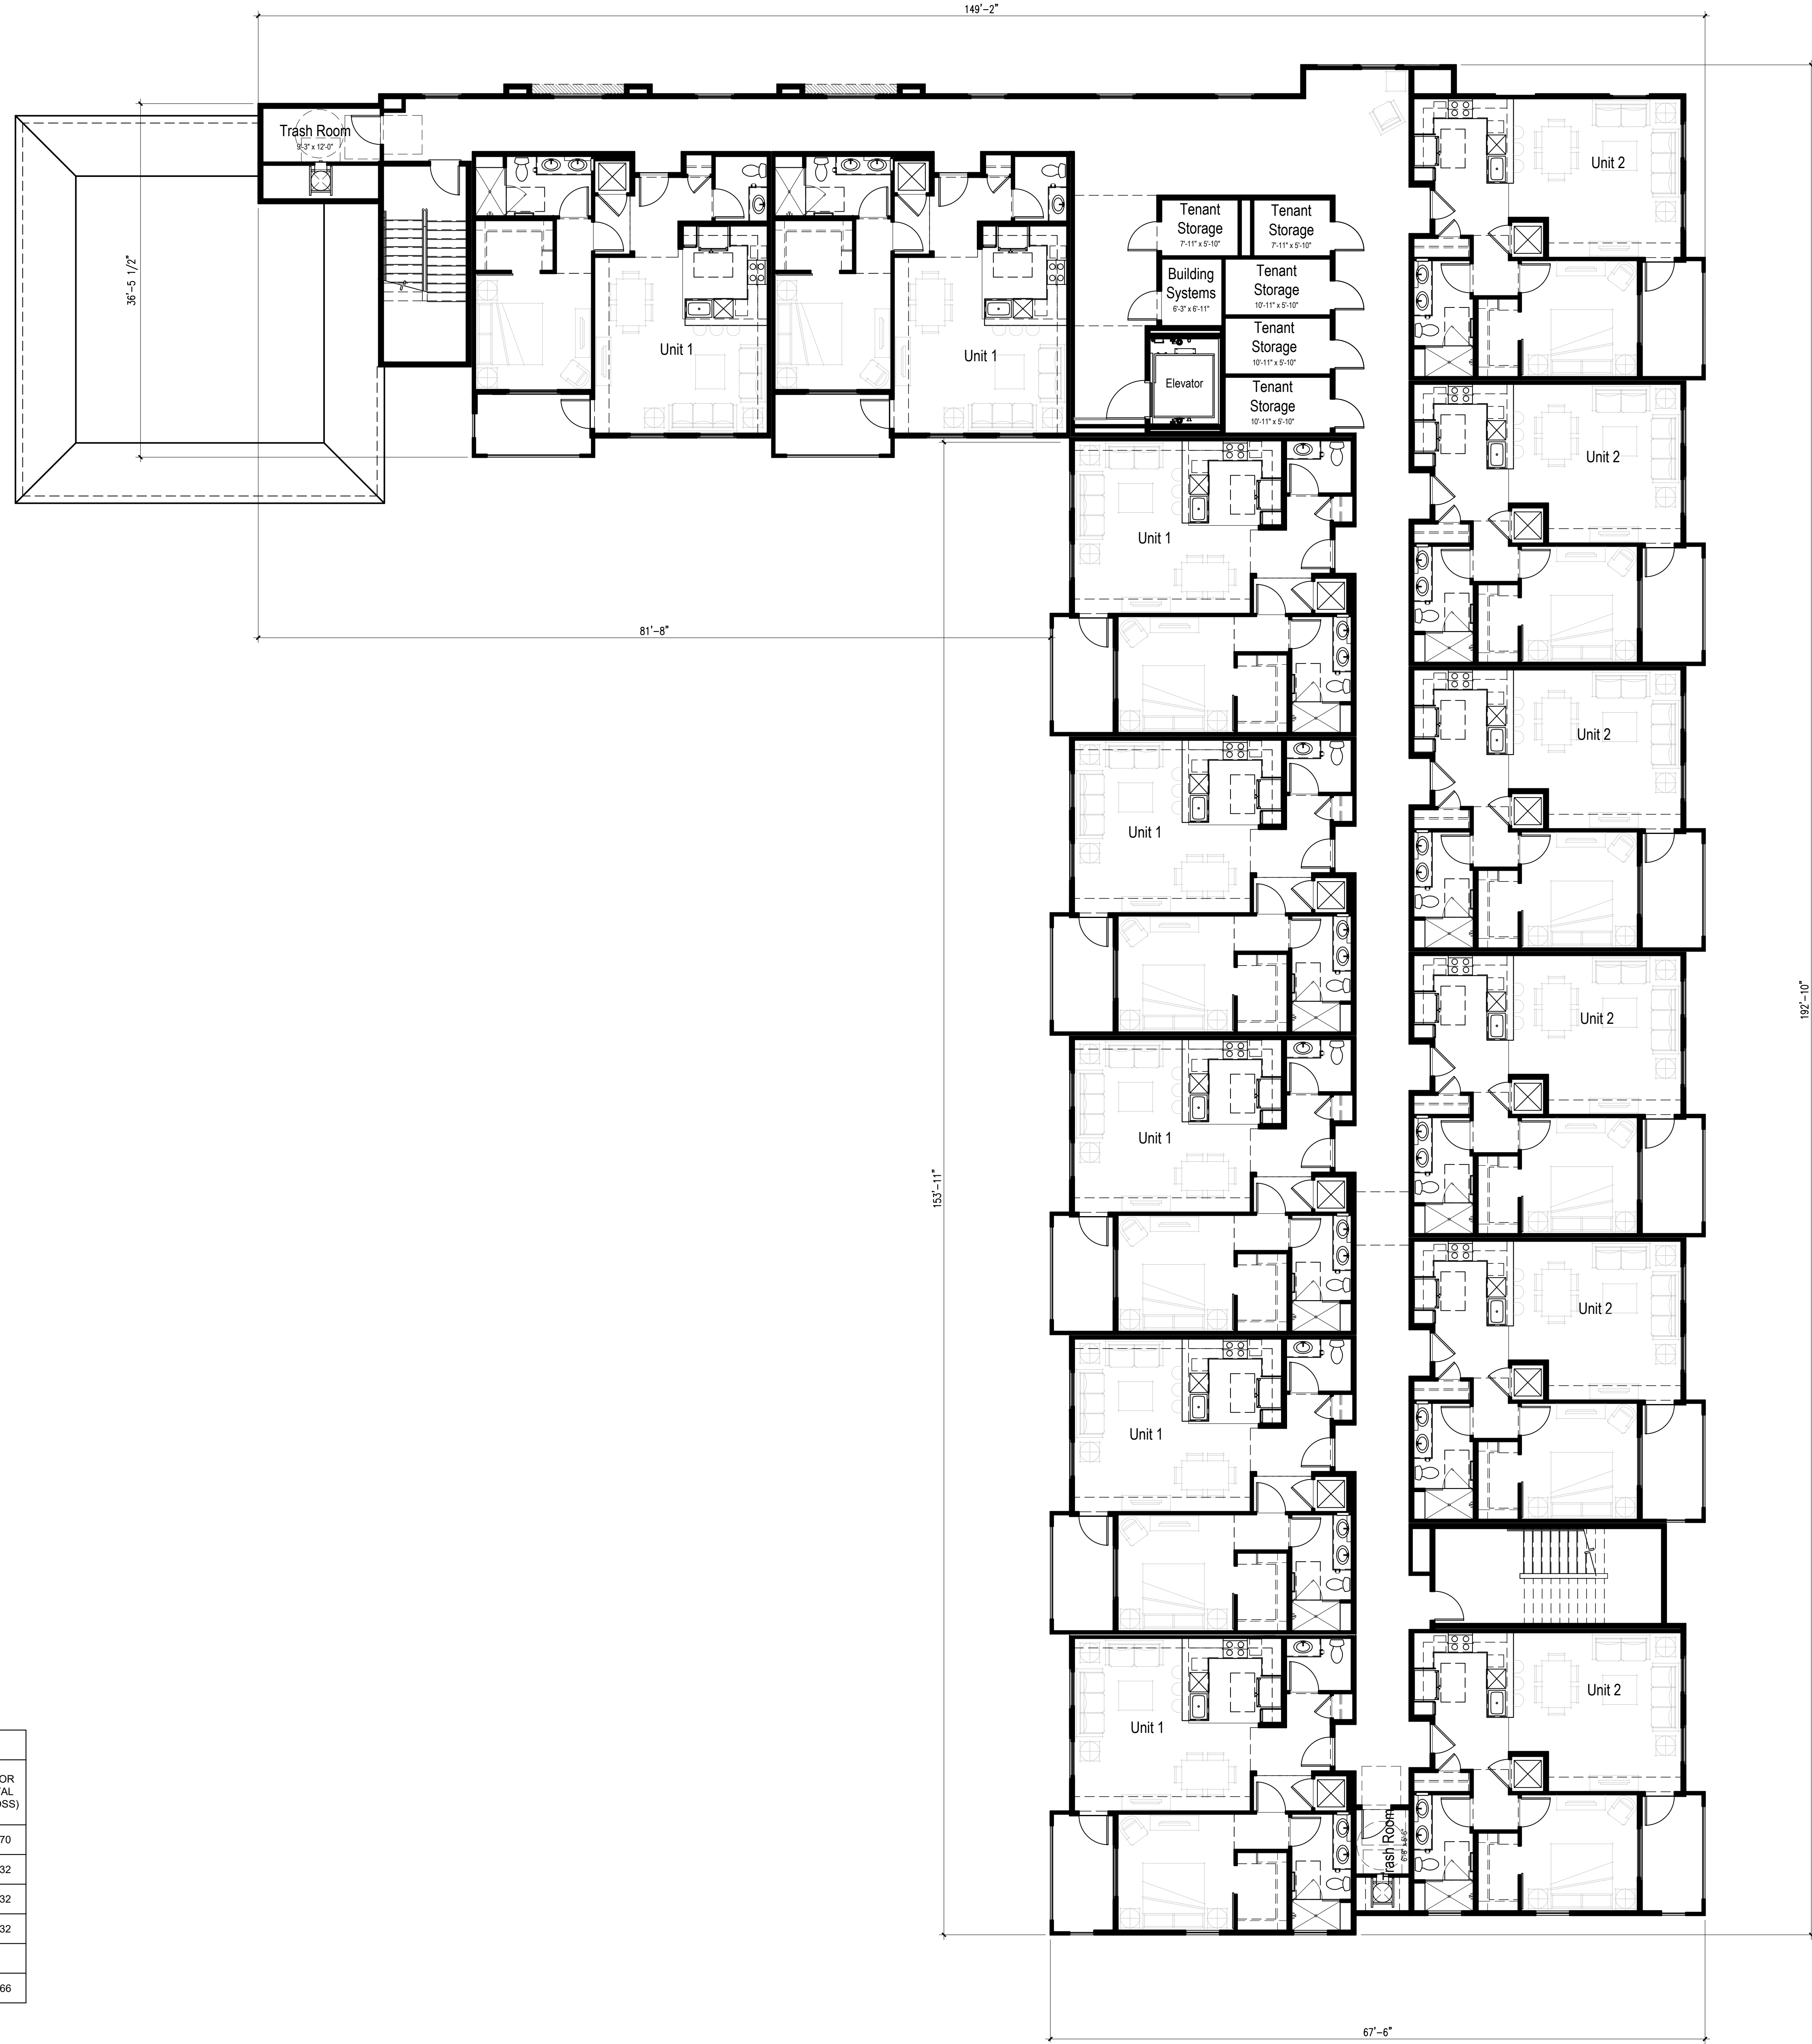 149'-2"
Trash Room
9'-3" x 12'-0"
36'-5 1/2"
Unit 1
Unit 1
Tenant
Storage
7'-11" x 5'-10"
Tenant
Storage
7'-11" x 5'-10"
Building
Systems
6'-3" x 6'-11"
Tenant
Storage
10'-11" x 5'-10"
Tenant
Storage
10'-11" x 5'-10"
Elevator
Tenant
Storage
10'-11" x 5'-10"
Unit 2
Unit 2
Unit 1
81'-8"
Unit 2
Unit 1
192'-10"
Unit 2
Unit 1
153'-11"
Unit 2
Unit 1
Unit 2
Unit 1
Trash Room
OR
TAL
OSS)
70
32
32
32
66
67'-6"